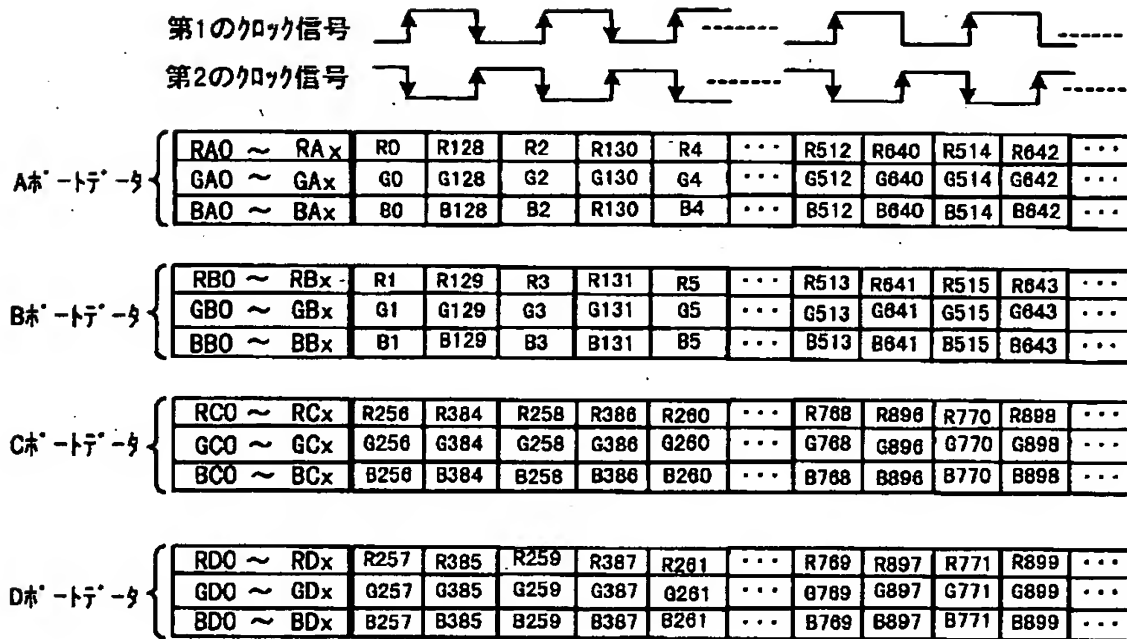 第1のクロック信号
第2のクロック信号
Aポートデータ
RA0 ～ RAx R0 R128 R2 R130 R4 ・・・ R512 R640 R514 R642 ・・・
GA0 ～ GAx G0 G128 G2 G130 G4 ・・・ G512 G640 G514 G642 ・・・
BA0 ～ BAx B0 B128 B2 R130 B4 ・・・ B512 B640 B514 B642 ・・・
Bポートデータ
RB0 ～ RBx R1 R129 R3 R131 R5 ・・・ R513 R641 R515 R643 ・・・
GB0 ～ GBx G1 G129 G3 G131 G5 ・・・ G513 G641 G515 G643 ・・・
BB0 ～ BBx B1 B129 B3 B131 B5 ・・・ B513 B641 B515 B643 ・・・
Cポートデータ
RC0 ～ RCx R256 R384 R258 R386 R260 ・・・ R768 R896 R770 R898 ・・・
GC0 ～ GCx G256 G384 G258 G386 G260 ・・・ G768 G896 G770 G898 ・・・
BC0 ～ BCx B256 B384 B258 B386 B260 ・・・ B768 B896 B770 B898 ・・・
Dポートデータ
RD0 ～ RDx R257 R385 R259 R387 R261 ・・・ R769 R897 R771 R899 ・・・
GD0 ～ GDx G257 G385 G259 G387 G261 ・・・ G769 G897 G771 G899 ・・・
BD0 ～ BDx B257 B385 B259 B387 B261 ・・・ B769 B897 B771 B899 ・・・